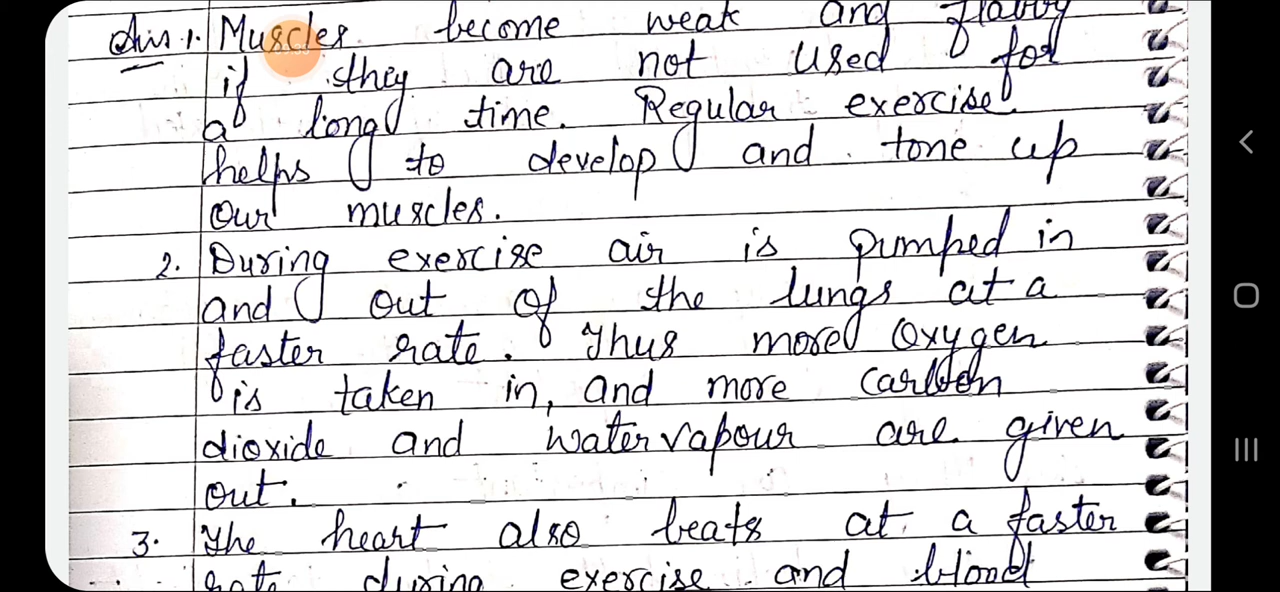 Ans 1. Muscles become weak and flabby
if they are not used for
a long time. Regular exercise
helps to develop and tone up
our muscles.
2. During exercise air is pumped in
and out of the lungs at a
faster rate. Thus more oxygen
is taken in, and more carbon
dioxide and water vapour are given
out.
3. The heart also beats at a faster
rate during exercise and blood